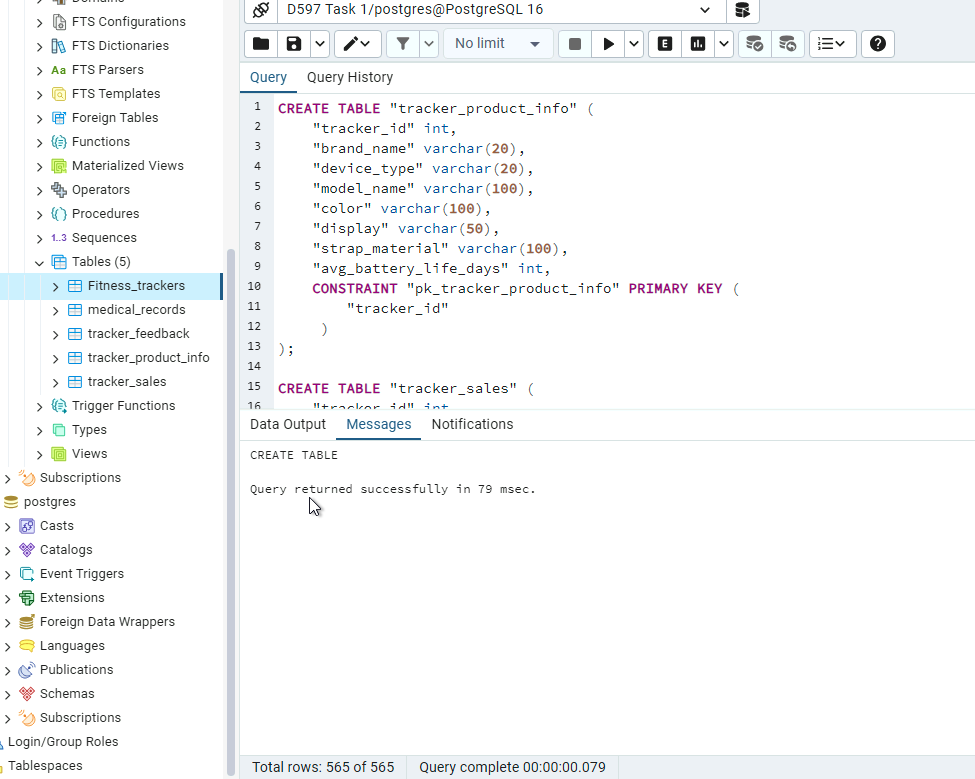 Domains
FTS Configurations
FTS Dictionaries
Aa FTS Parsers
FTS Templates
Foreign Tables
Functions
Materialized Views
Operators
Procedures
1..3 Sequences
Tables (5)
Fitness_trackers
medical_records
tracker_feedback
tracker_product_info
tracker_sales
Trigger Functions
Types
Views
Subscriptions
postgres
Casts
Catalogs
Event Triggers
Extensions
Foreign Data Wrappers
Languages
Publications
Schemas
Subscriptions
Login/Group Roles
Tablespaces
D597 Task 1/postgres@PostgreSQL 16
No limit
E
Query Query History
1 CREATE TABLE "tracker_product_info" (
2 "tracker_id" int,
3 "brand_name" varchar(20),
4 "device_type" varchar(20),
5 "model_name" varchar(100),
6 "color" varchar(100),
7 "display" varchar(50),
8 "strap_material" varchar(100),
9 "avg_battery_life_days" int,
10 CONSTRAINT "pk_tracker_product_info" PRIMARY KEY (
11 "tracker_id"
12 )
13 );
14
15 CREATE TABLE "tracker_sales" (
16 "tracker_id" int
Data Output Messages Notifications
CREATE TABLE
Query returned successfully in 79 msec.
Total rows: 565 of 565 Query complete 00:00:00.079